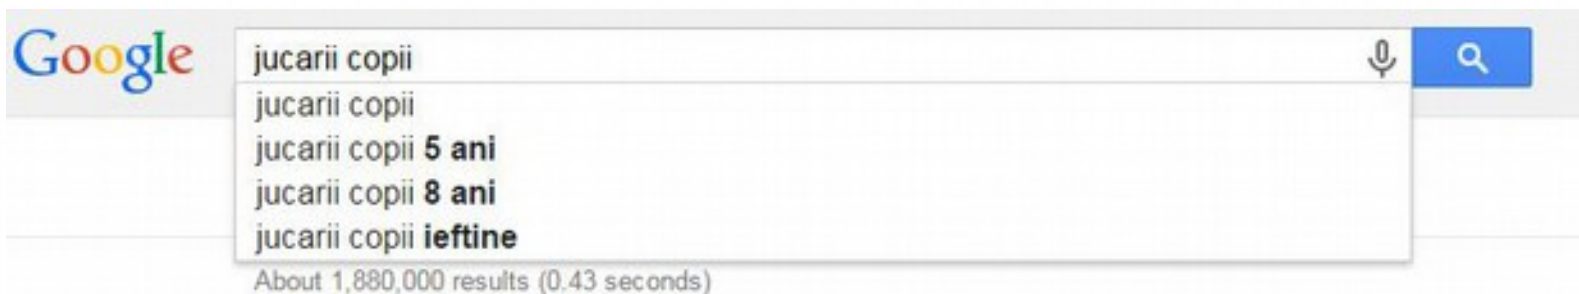 Google
jucarii copii
jucarii copii
jucarii copii 5 ani
jucarii copii 8 ani
jucarii copii ieftine
About 1,880,000 results (0.43 seconds)